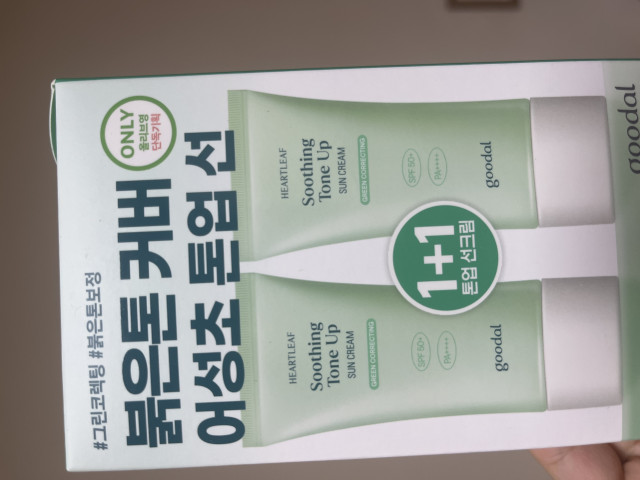 #그린코렉팅 #붉은톤보정
붉은톤 커버
어성초 톤업 선
ONLY
올리브영
단독기획
HEARTLEAF
Soothing
Tone Up
SUN CREAM
GREEN CORRECTING
SPF 50+
PA++++
goodal
HEARTLEAF
Soothing
Tone Up
SUN CREAM
GREEN CORRECTING
SPF 50+
PA++++
goodal
1+1
톤업 선크림
goodal